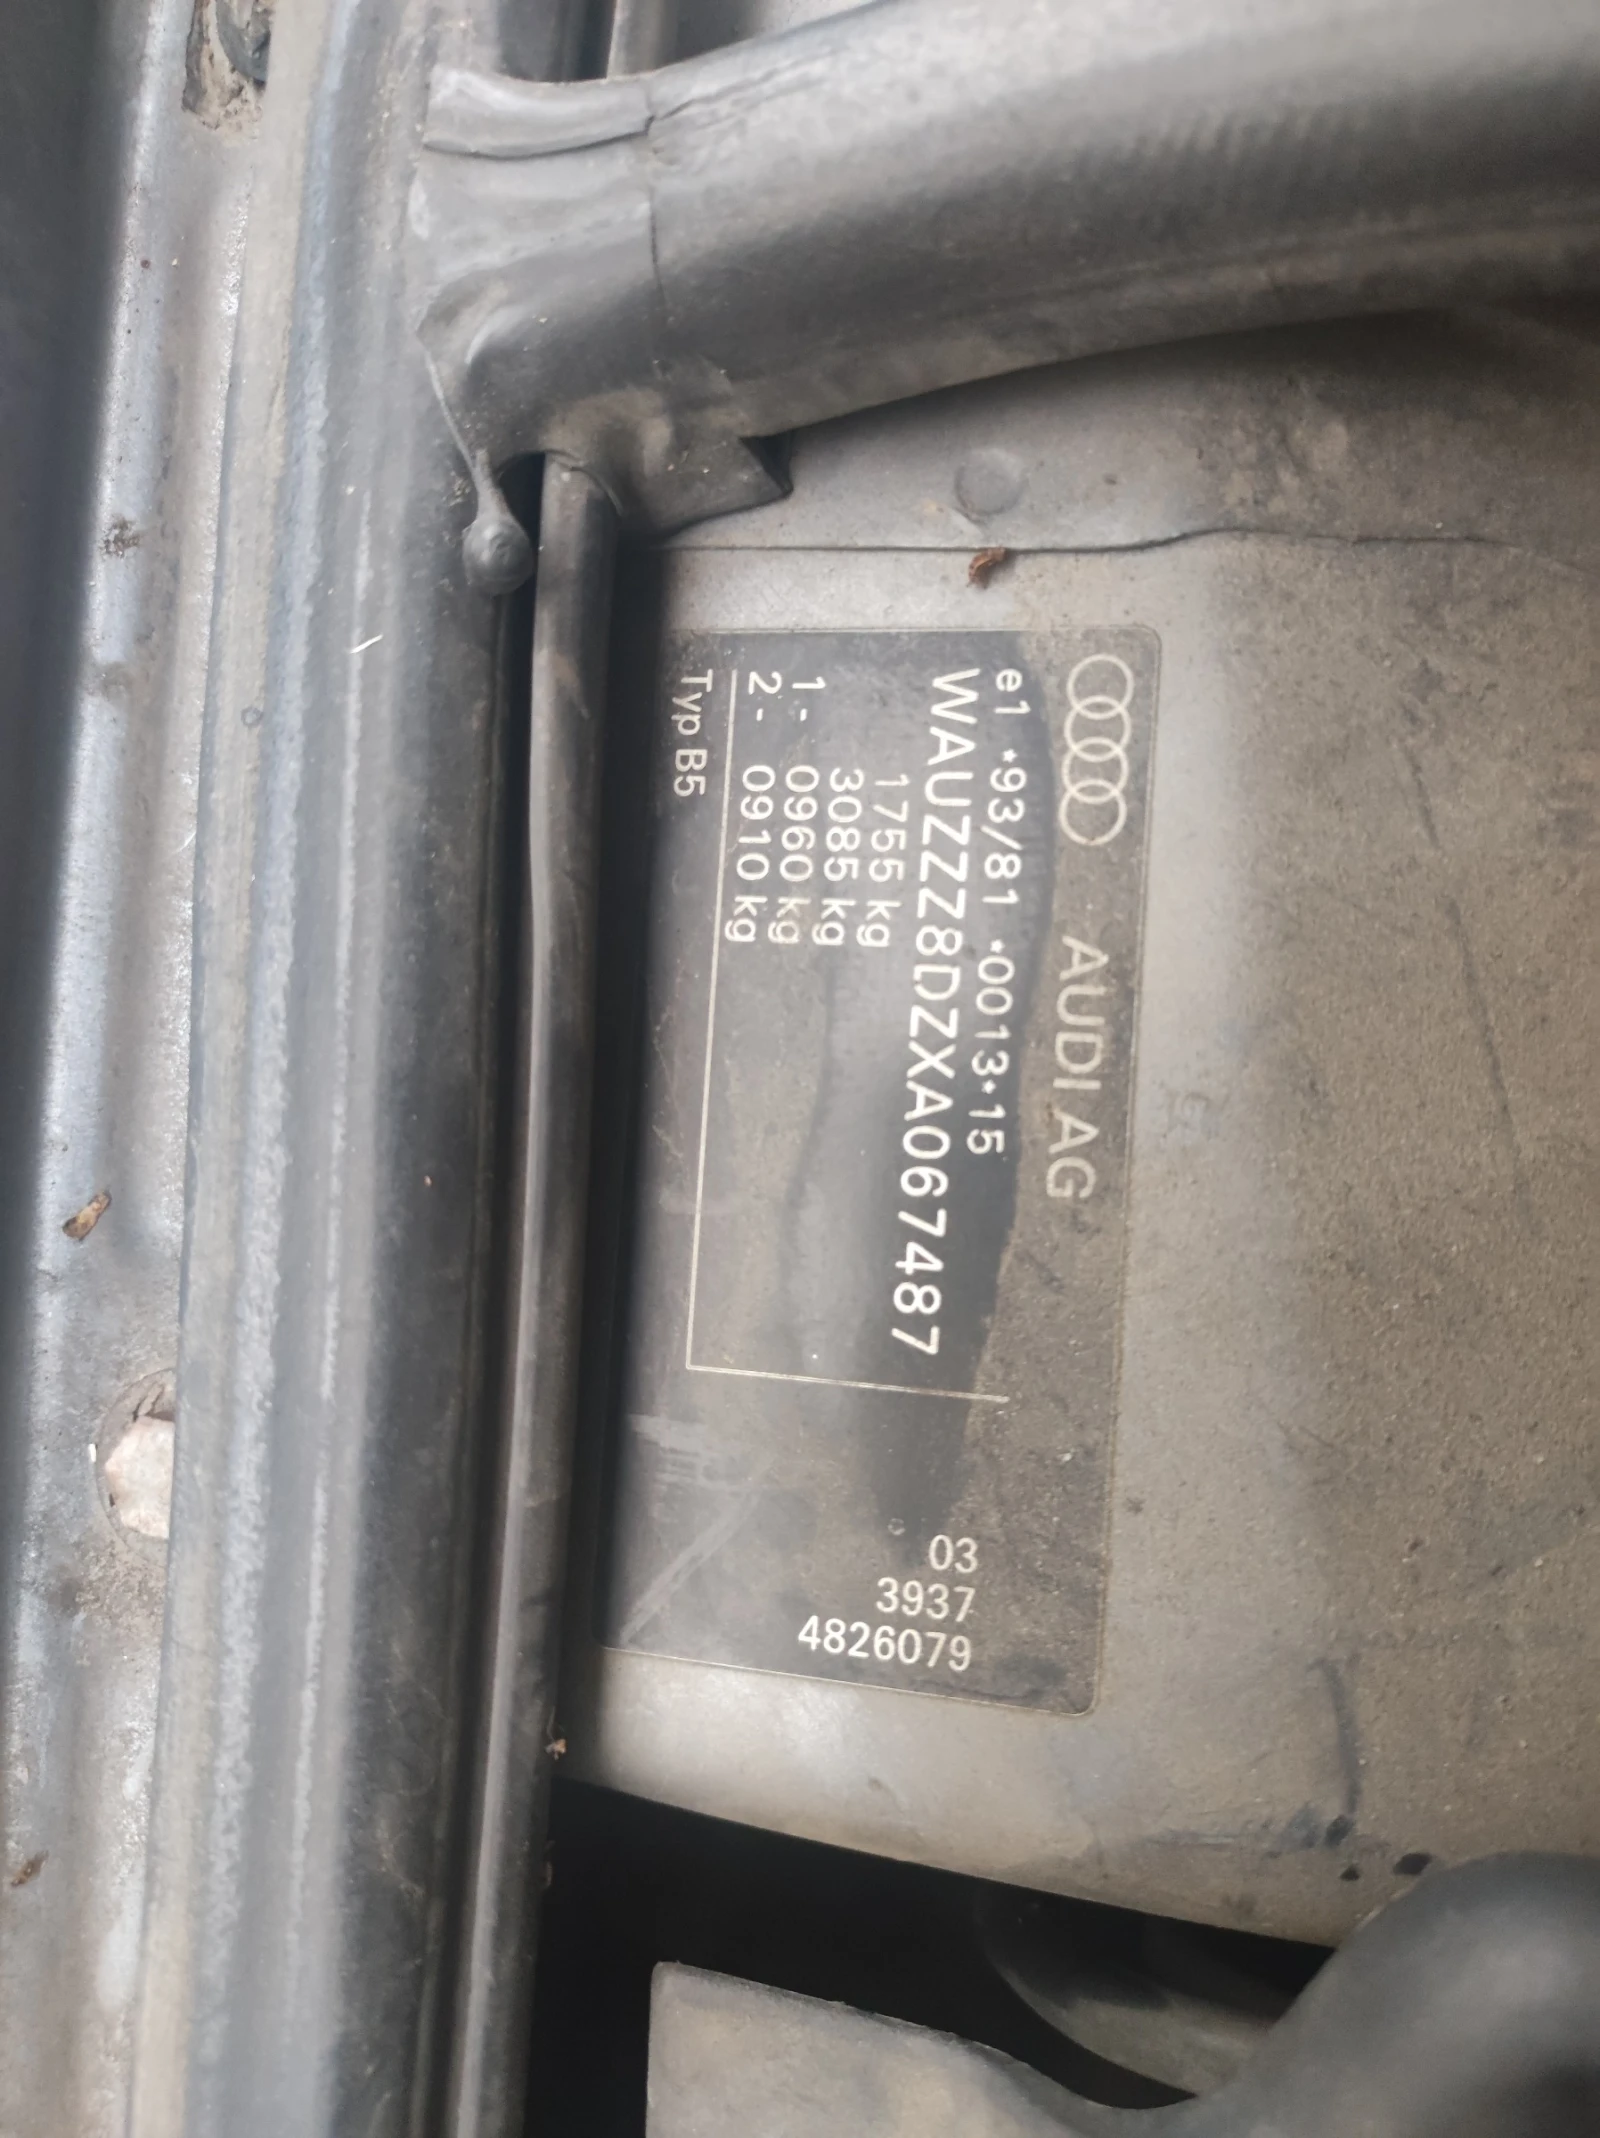 AUDI AG
e1 *93/81 *0013*15
WAUZZZ8DZXA067487
1755 kg
3085 kg
1- 0960 kg
2- 0910 kg
Typ B5
03
3937
4826079